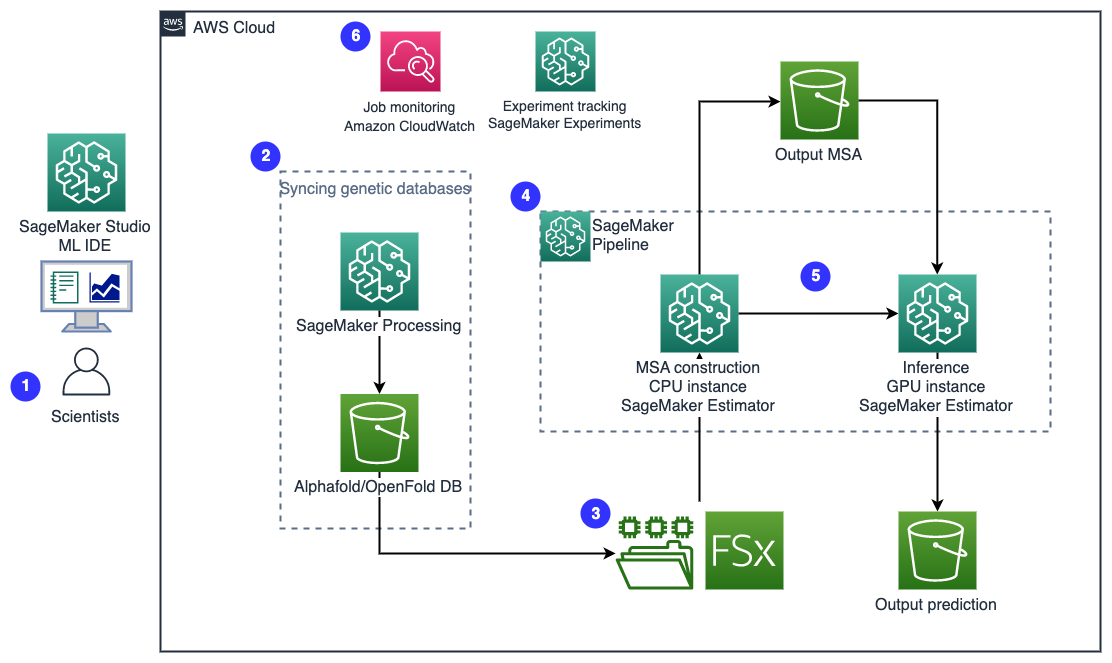 aws
AWS Cloud
6
Job monitoring
Amazon CloudWatch
Experiment tracking
SageMaker Experiments
Output MSA
SageMaker Studio
ML IDE
1
Scientists
2
Syncing genetic databases
SageMaker Processing
Alphafold/OpenFold DB
4
SageMaker
Pipeline
5
MSA construction
CPU instance
SageMaker Estimator
Inference
GPU instance
SageMaker Estimator
3
FSx
Output prediction